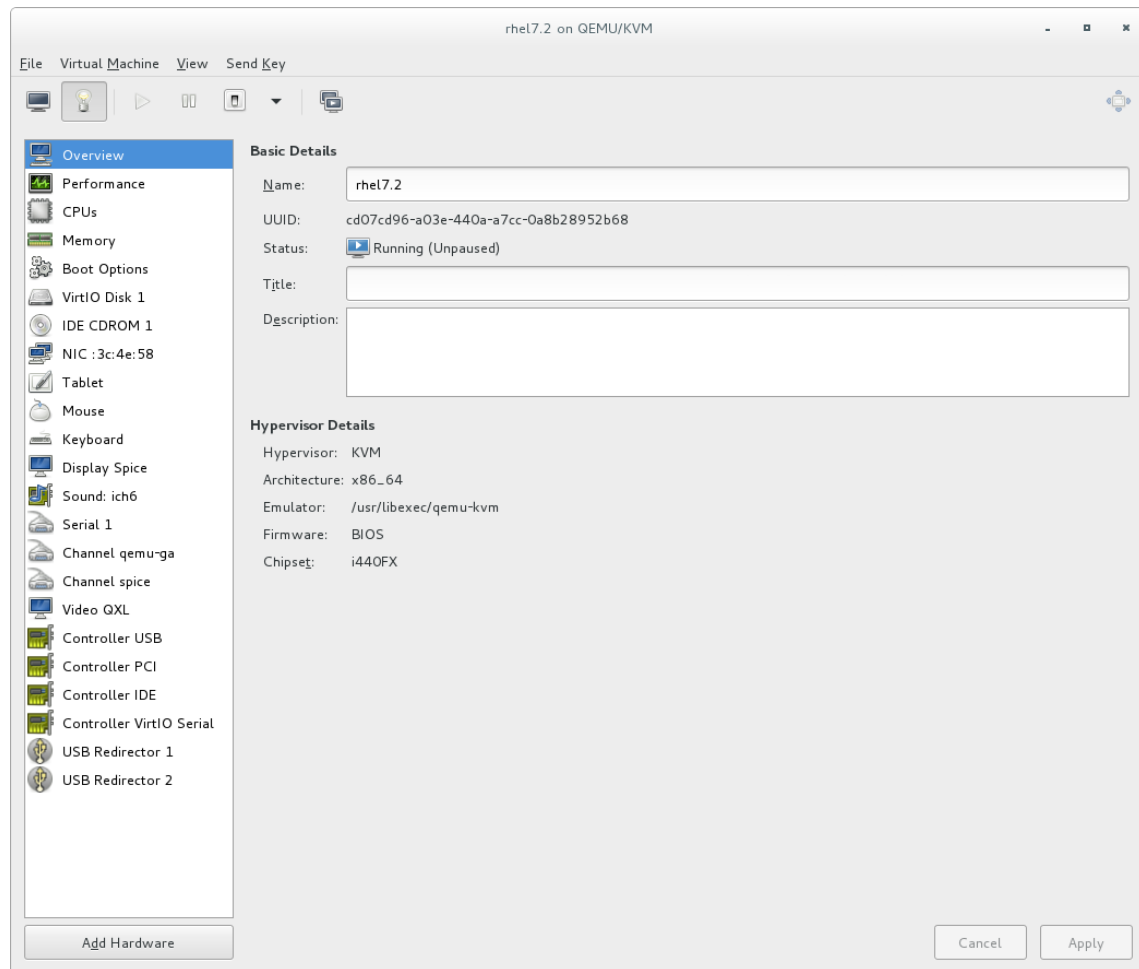 rhel7.2 on QEMU/KVM
File Virtual Machine View Send Key
Overview
Performance
CPUs
Memory
Boot Options
VirtIO Disk 1
IDE CDROM 1
NIC :3c:4e:58
Tablet
Mouse
Keyboard
Display Spice
Sound: ich6
Serial 1
Channel qemu-ga
Channel spice
Video QXL
Controller USB
Controller PCI
Controller IDE
Controller VirtIO Serial
USB Redirector 1
USB Redirector 2
Add Hardware
Basic Details
Name: rhel7.2
UUID: cd07cd96-a03e-440a-a7cc-0a8b28952b68
Status: Running (Unpaused)
Title:
Description:
Hypervisor Details
Hypervisor: KVM
Architecture: x86_64
Emulator: /usr/libexec/qemu-kvm
Firmware: BIOS
Chipset: i440FX
Cancel Apply